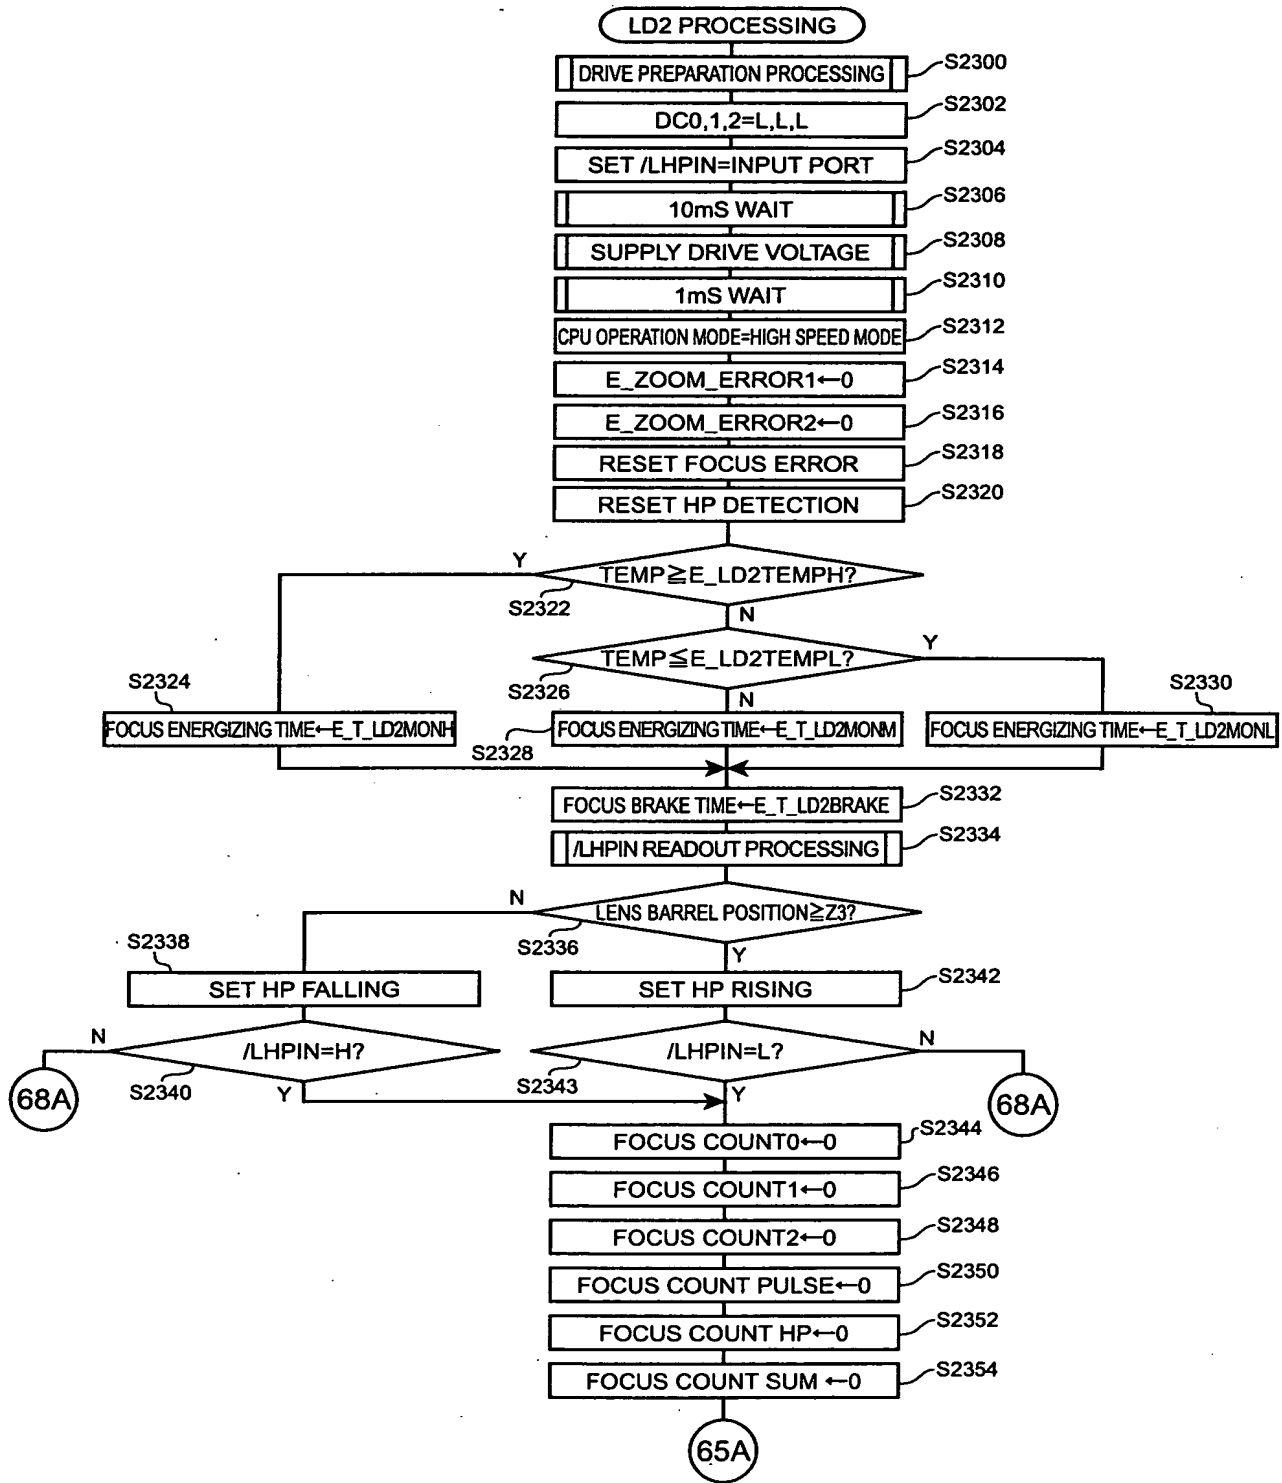 LD2 PROCESSING
DRIVE PREPARATION PROCESSING
S2300
DC0,1,2=L,L,L
S2302
SET /LHPIN=INPUT PORT
S2304
10mS WAIT
S2306
SUPPLY DRIVE VOLTAGE
S2308
1mS WAIT
S2310
CPU OPERATION MODE=HIGH SPEED MODE
S2312
E_ZOOM_ERROR1←0
S2314
E_ZOOM_ERROR2←0
S2316
RESET FOCUS ERROR
S2318
RESET HP DETECTION
S2320
Y
TEMP≧E_LD2TEMPH?
S2322
N
TEMP≦E_LD2TEMPL?
Y
S2326
N
S2324
FOCUS ENERGIZING TIME←E_T_LD2MONH
FOCUS ENERGIZING TIME←E_T_LD2MONM
S2328
S2330
FOCUS ENERGIZING TIME←E_T_LD2MONL
FOCUS BRAKE TIME←E_T_LD2BRAKE
S2332
/LHPIN READOUT PROCESSING
S2334
N
LENS BARREL POSITION≧Z3?
S2336
Y
S2338
SET HP FALLING
SET HP RISING
S2342
N
/LHPIN=H?
S2340
Y
/LHPIN=L?
N
S2343
Y
68A
68A
FOCUS COUNT0←0
S2344
FOCUS COUNT1←0
S2346
FOCUS COUNT2←0
S2348
FOCUS COUNT PULSE←0
S2350
FOCUS COUNT HP←0
S2352
FOCUS COUNT SUM ←0
S2354
65A